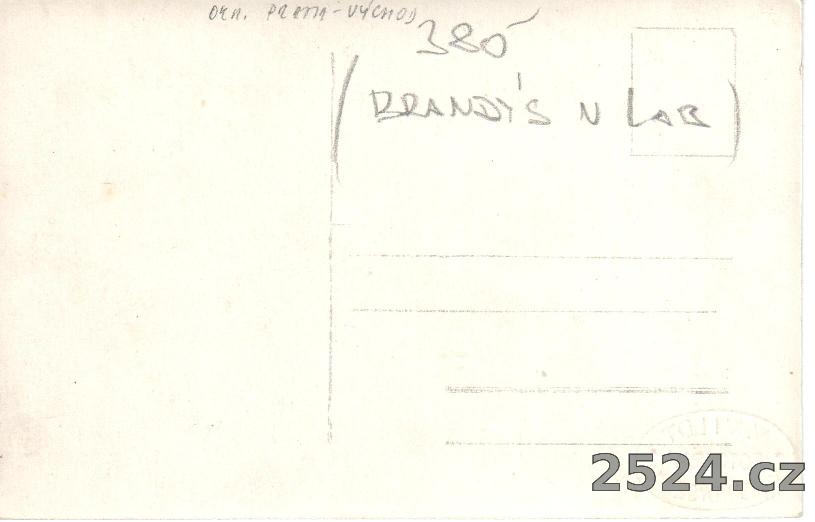 OKR. PRAHA-VÝCHOD
380
(BRANDÝS N LAB)
2524.cz